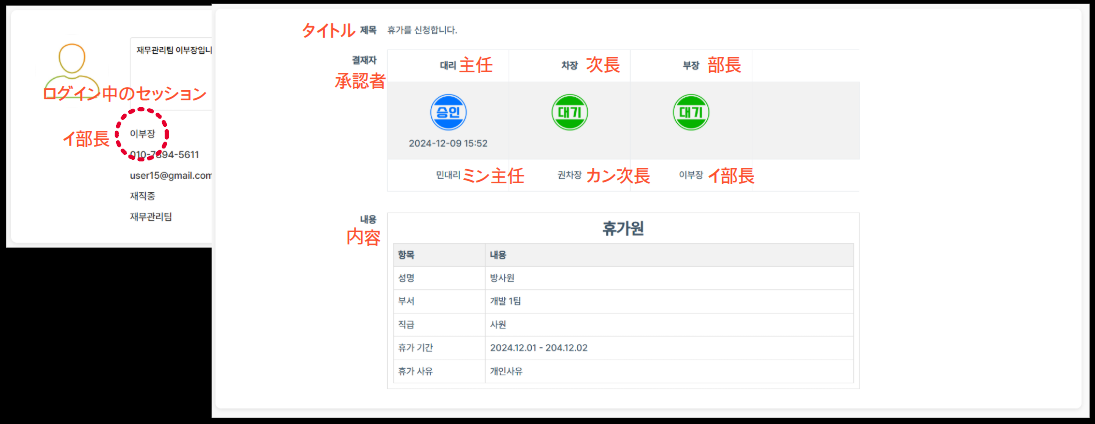 재무관리팀 이부장입니
ログイン中のセッション
イ部長 이부장
010-7894-5611
user15@gmail.com
재직중
재무관리팀
タイトル 제목 휴가를 신청합니다.
결재자 대리 主任 차장 次長 부장 部長
承認者
승인 대기 대기
2024-12-09 15:52
민대리 ミン主任 권차장 カン次長 이부장 イ部長
내용
内容
휴가원
항목 내용
성명 방사원
부서 개발 1팀
직급 사원
휴가 기간 2024.12.01 - 204.12.02
휴가 사유 개인사유